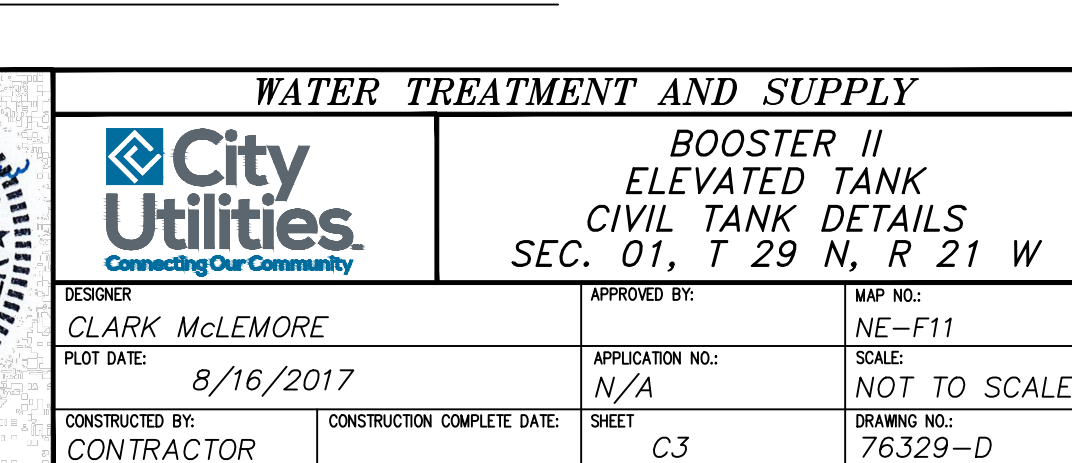 WATER TREATMENT AND SUPPLY
City
Utilities
Connecting Our Community
BOOSTER II
ELEVATED TANK
CIVIL TANK DETAILS
SEC. 01, T 29 N, R 21 W
DESIGNER
CLARK McLEMORE
APPROVED BY:
MAP NO.:
NE-F11
PLOT DATE:
8/16/2017
APPLICATION NO.:
N/A
SCALE:
NOT TO SCALE
CONSTRUCTED BY:
CONTRACTOR
CONSTRUCTION COMPLETE DATE:
SHEET
C3
DRAWING NO.:
76329-D